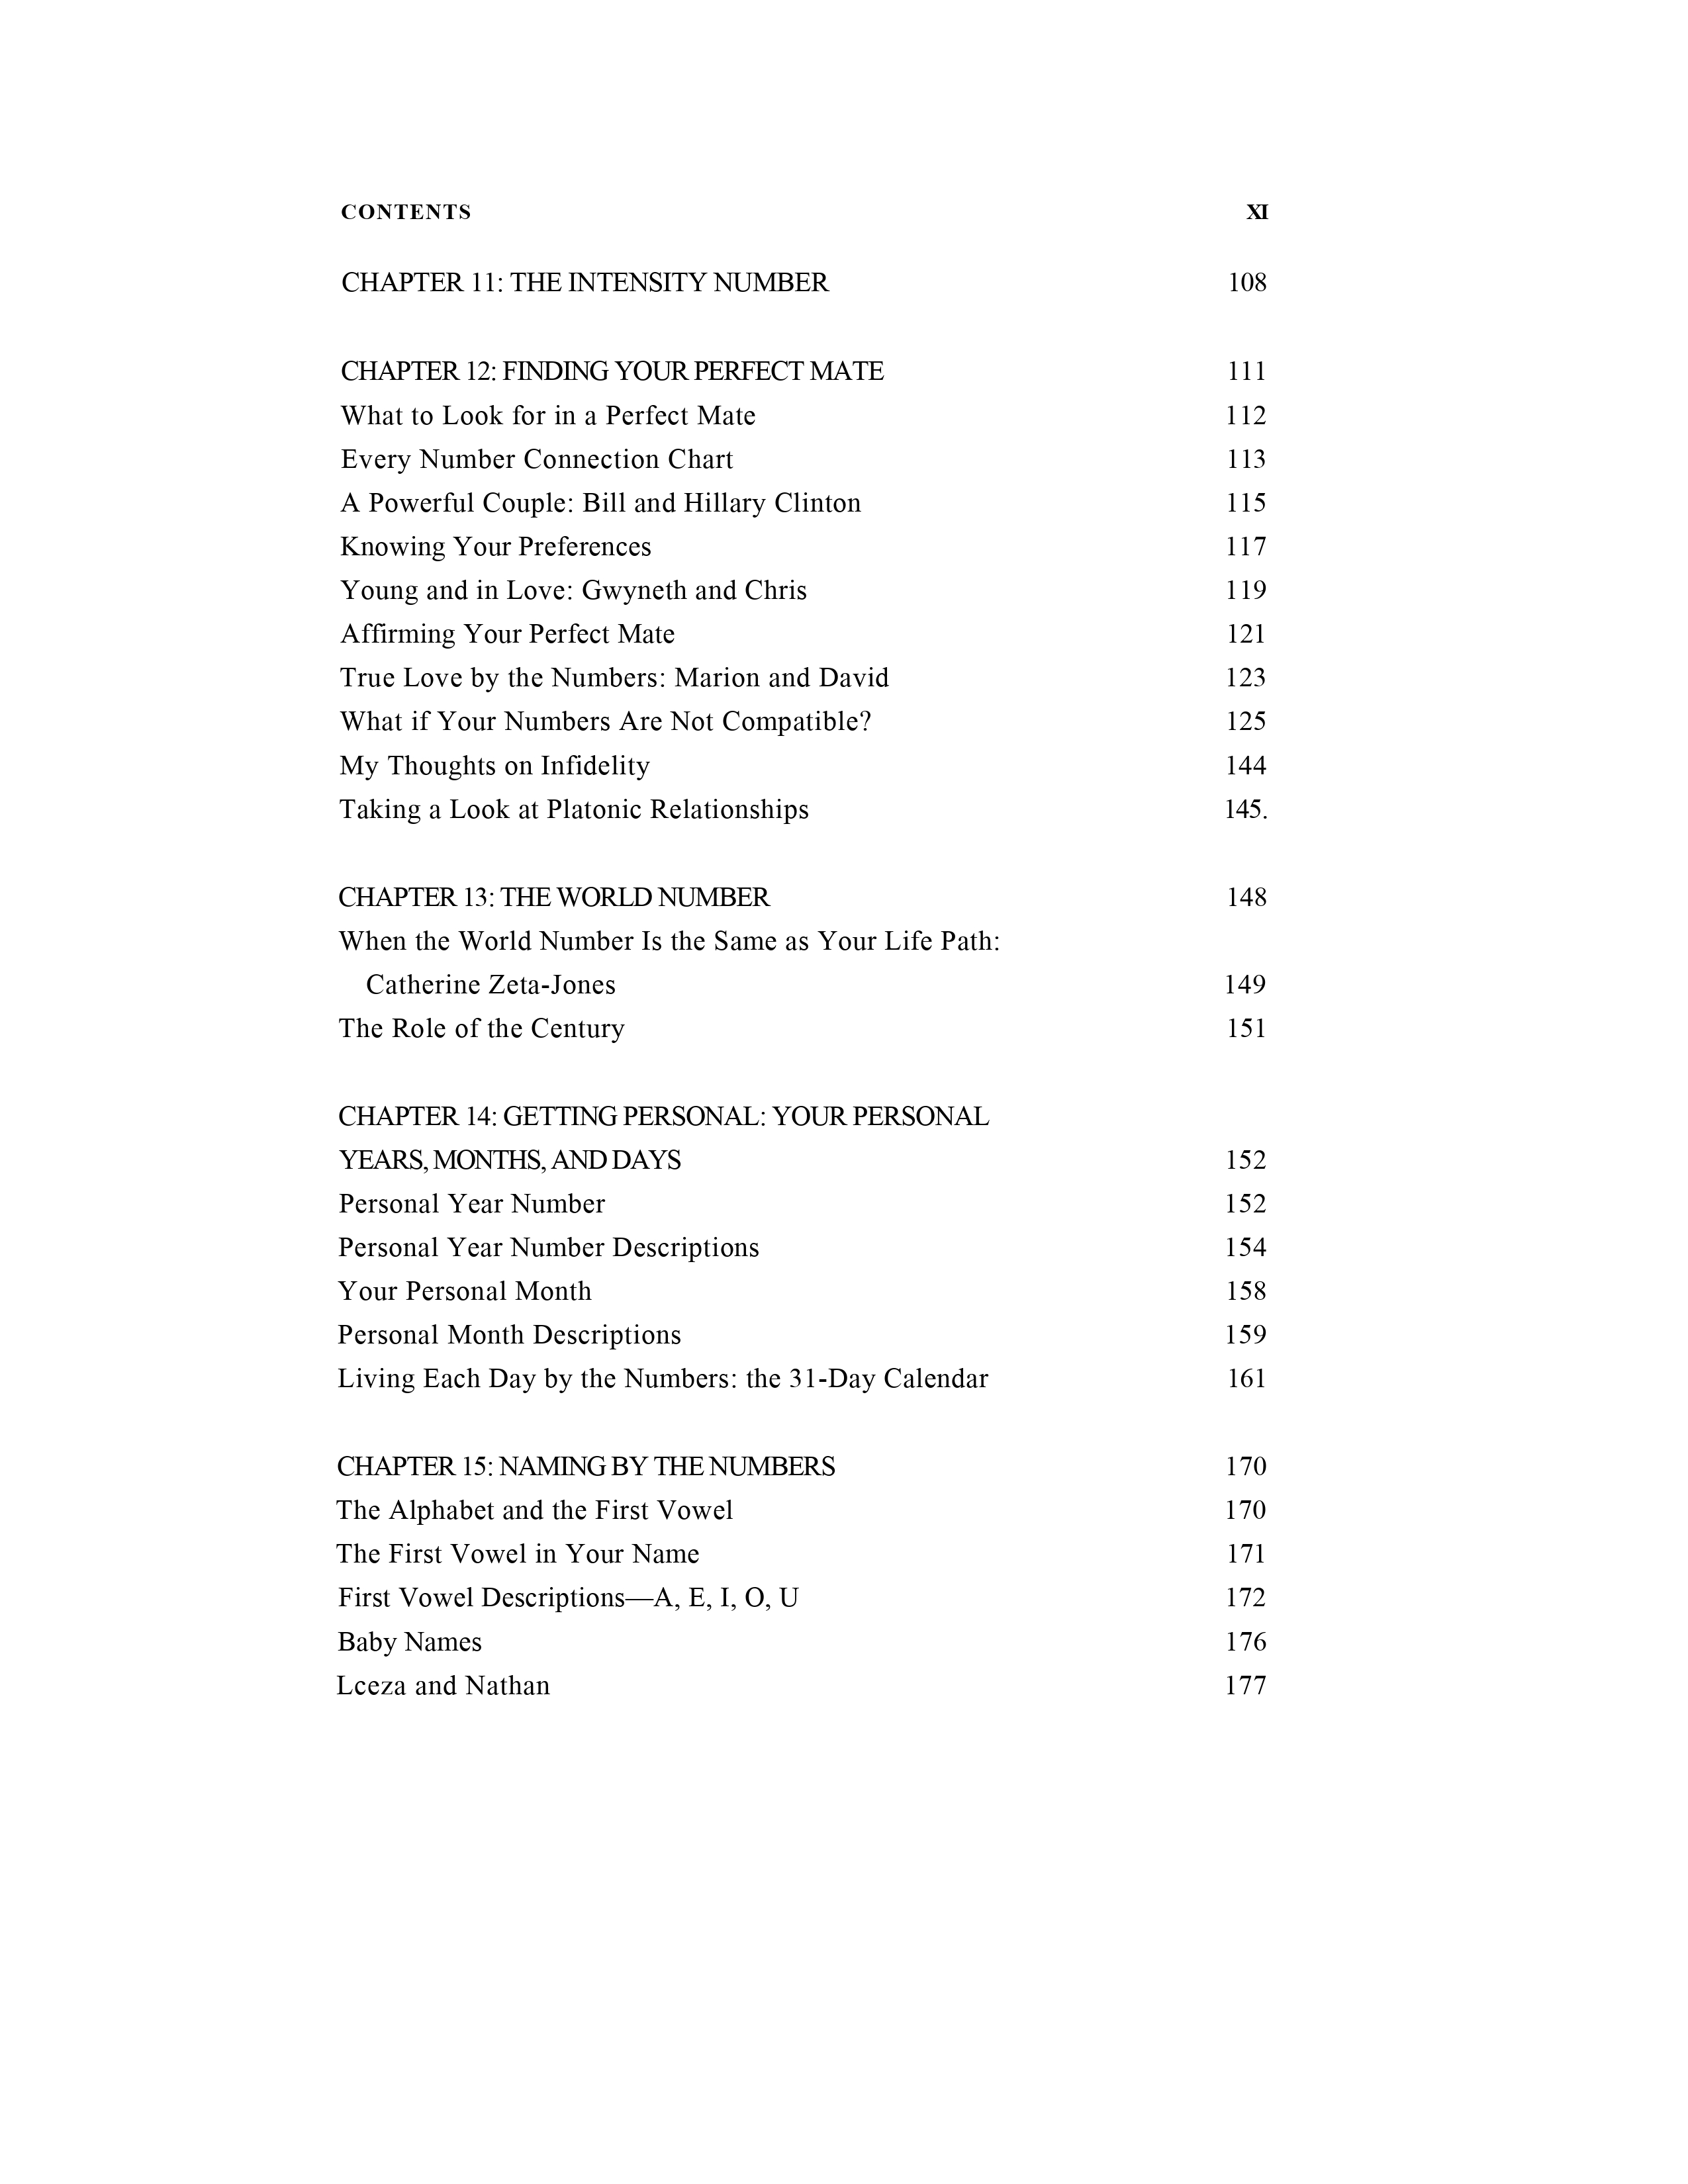 CONTENTS XI
CHAPTER 11: THE INTENSITY NUMBER 108
CHAPTER 12: FINDING YOUR PERFECT MATE 111
What to Look for in a Perfect Mate 112
Every Number Connection Chart 113
A Powerful Couple: Bill and Hillary Clinton 115
Knowing Your Preferences 117
Young and in Love: Gwyneth and Chris 119
Affirming Your Perfect Mate 121
True Love by the Numbers: Marion and David 123
What if Your Numbers Are Not Compatible? 125
My Thoughts on Infidelity 144
Taking a Look at Platonic Relationships 145.
CHAPTER 13: THE WORLD NUMBER 148
When the World Number Is the Same as Your Life Path:
Catherine Zeta-Jones 149
The Role of the Century 151
CHAPTER 14: GETTING PERSONAL: YOUR PERSONAL
YEARS, MONTHS, AND DAYS 152
Personal Year Number 152
Personal Year Number Descriptions 154
Your Personal Month 158
Personal Month Descriptions 159
Living Each Day by the Numbers: the 31-Day Calendar 161
CHAPTER 15: NAMING BY THE NUMBERS 170
The Alphabet and the First Vowel 170
The First Vowel in Your Name 171
First Vowel Descriptions—A, E, I, O, U 172
Baby Names 176
Lceza and Nathan 177